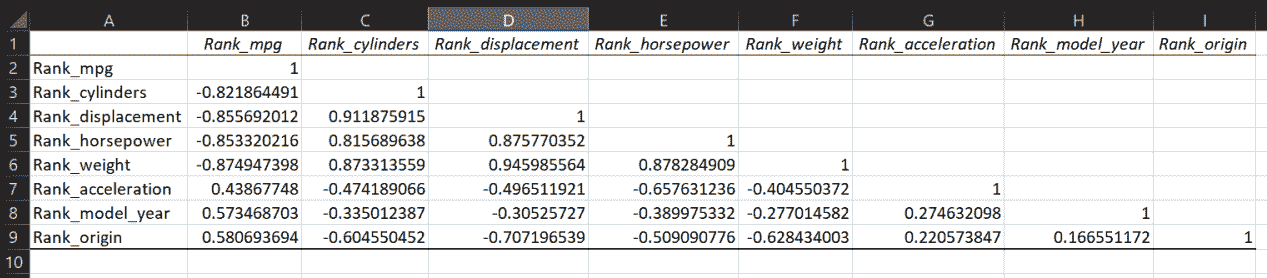 A B C D E F G H I
1 Rank_mpg Rank_cylinders Rank_displacement Rank_horsepower Rank_weight Rank_acceleration Rank_model_year Rank_origin
2 Rank_mpg 1
3 Rank_cylinders -0.821864491 1
4 Rank_displacement -0.855692012 0.911875915 1
5 Rank_horsepower -0.853320216 0.815689638 0.875770352 1
6 Rank_weight -0.874947398 0.873313559 0.945985564 0.878284909 1
7 Rank_acceleration 0.43867748 -0.474189066 -0.496511921 -0.657631236 -0.404550372 1
8 Rank_model_year 0.573468703 -0.335012387 -0.30525727 -0.389975332 -0.277014582 0.274632098 1
9 Rank_origin 0.580693694 -0.604550452 -0.707196539 -0.509090776 -0.628434003 0.220573847 0.166551172 1
10